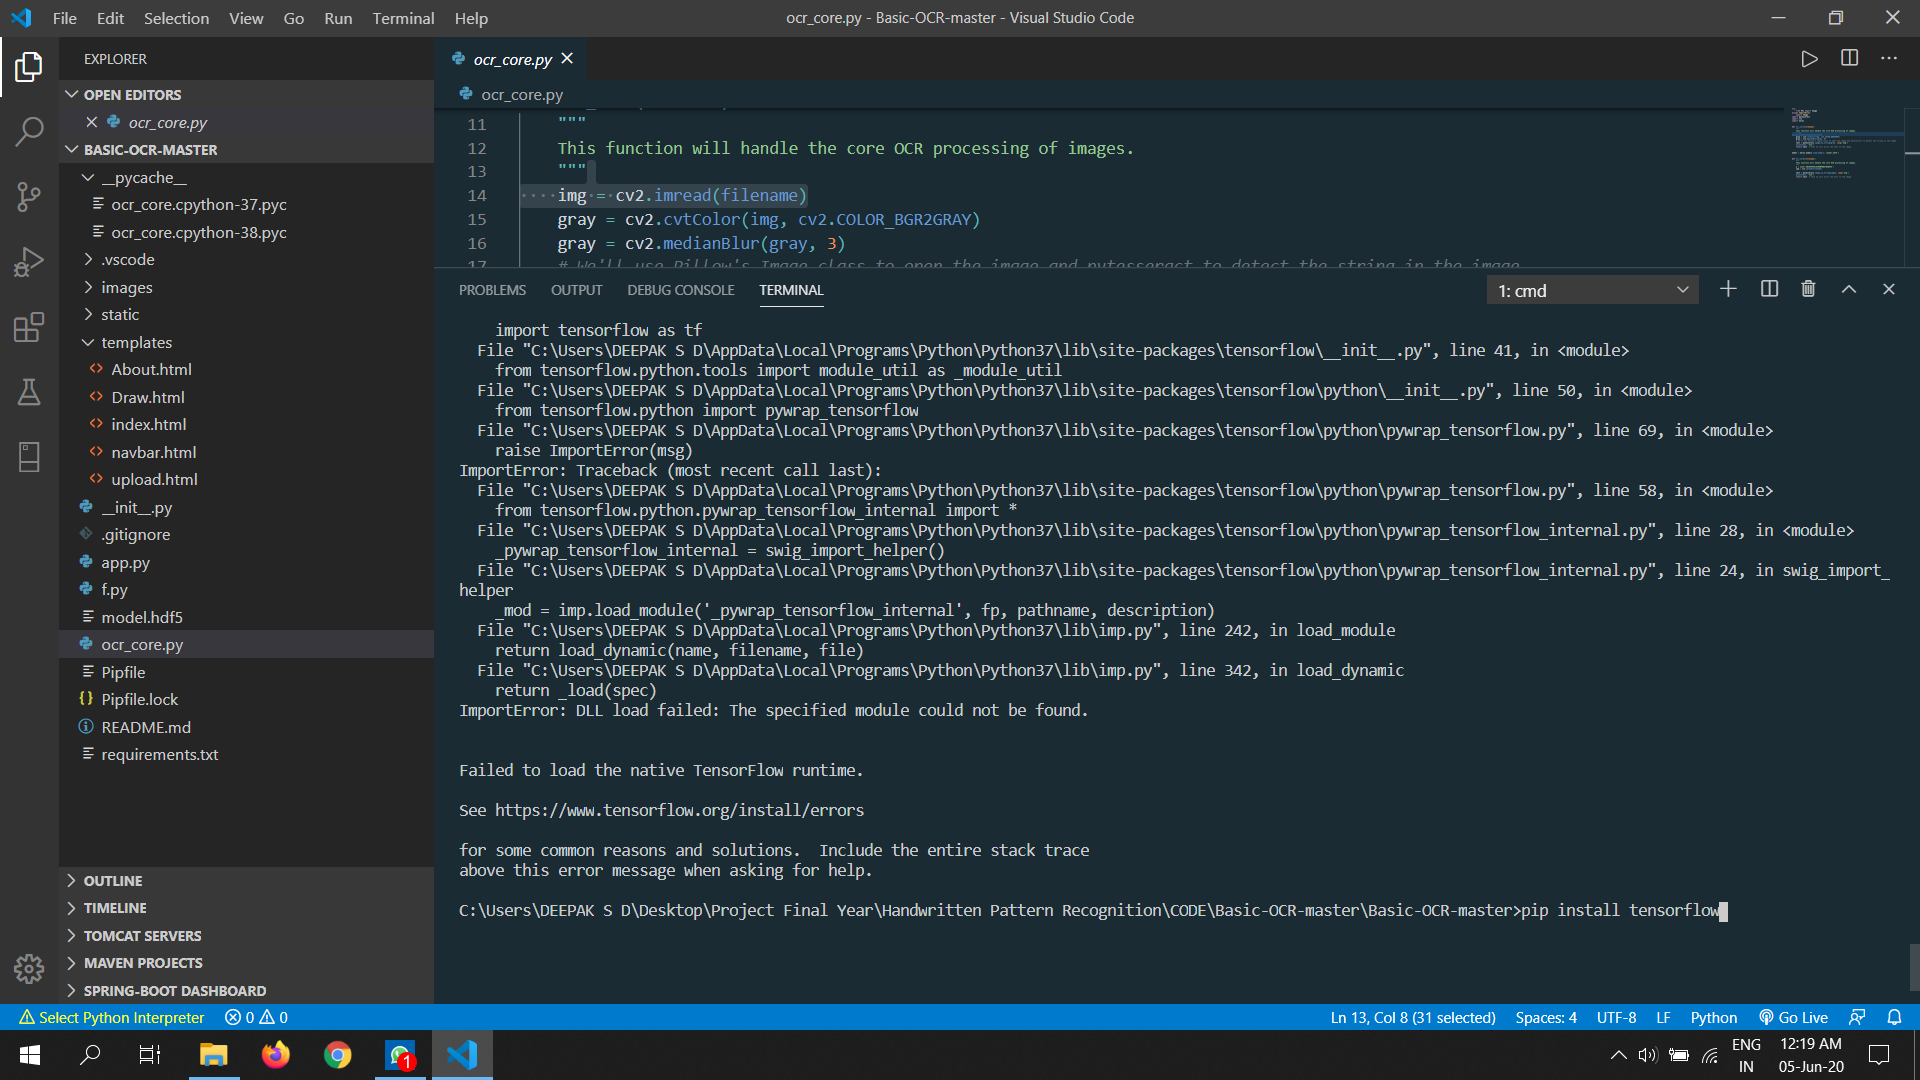 File Edit Selection View Go Run Terminal Help
ocr_core.py - Basic-OCR-master - Visual Studio Code
EXPLORER
OPEN EDITORS
ocr_core.py
BASIC-OCR-MASTER
__pycache__
ocr_core.cpython-37.pyc
ocr_core.cpython-38.pyc
.vscode
images
static
templates
About.html
Draw.html
index.html
navbar.html
upload.html
__init__.py
.gitignore
app.py
f.py
model.hdf5
ocr_core.py
Pipfile
Pipfile.lock
README.md
requirements.txt
OUTLINE
TIMELINE
TOMCAT SERVERS
MAVEN PROJECTS
SPRING-BOOT DASHBOARD
ocr_core.py
ocr_core.py
11 """
12 This function will handle the core OCR processing of images.
13 """
14 img = cv2.imread(filename)
15 gray = cv2.cvtColor(img, cv2.COLOR_BGR2GRAY)
16 gray = cv2.medianBlur(gray, 3)
17 # We'll use Pillow's Image class to open the image and pytesseract to detect the string in the image
PROBLEMS OUTPUT DEBUG CONSOLE TERMINAL
1: cmd
import tensorflow as tf
File "C:\Users\DEEPAK S D\AppData\Local\Programs\Python\Python37\lib\site-packages\tensorflow\__init__.py", line 41, in <module>
from tensorflow.python.tools import module_util as _module_util
File "C:\Users\DEEPAK S D\AppData\Local\Programs\Python\Python37\lib\site-packages\tensorflow\python\__init__.py", line 50, in <module>
from tensorflow.python import pywrap_tensorflow
File "C:\Users\DEEPAK S D\AppData\Local\Programs\Python\Python37\lib\site-packages\tensorflow\python\pywrap_tensorflow.py", line 69, in <module>
raise ImportError(msg)
ImportError: Traceback (most recent call last):
File "C:\Users\DEEPAK S D\AppData\Local\Programs\Python\Python37\lib\site-packages\tensorflow\python\pywrap_tensorflow.py", line 58, in <module>
from tensorflow.python.pywrap_tensorflow_internal import *
File "C:\Users\DEEPAK S D\AppData\Local\Programs\Python\Python37\lib\site-packages\tensorflow\python\pywrap_tensorflow_internal.py", line 28, in <module>
_pywrap_tensorflow_internal = swig_import_helper()
File "C:\Users\DEEPAK S D\AppData\Local\Programs\Python\Python37\lib\site-packages\tensorflow\python\pywrap_tensorflow_internal.py", line 24, in swig_import_
helper
_mod = imp.load_module('_pywrap_tensorflow_internal', fp, pathname, description)
File "C:\Users\DEEPAK S D\AppData\Local\Programs\Python\Python37\lib\imp.py", line 242, in load_module
return load_dynamic(name, filename, file)
File "C:\Users\DEEPAK S D\AppData\Local\Programs\Python\Python37\lib\imp.py", line 342, in load_dynamic
return _load(spec)
ImportError: DLL load failed: The specified module could not be found.
Failed to load the native TensorFlow runtime.
See https://www.tensorflow.org/install/errors
for some common reasons and solutions.  Include the entire stack trace
above this error message when asking for help.
C:\Users\DEEPAK S D\Desktop\Project Final Year\Handwritten Pattern Recognition\CODE\Basic-OCR-master\Basic-OCR-master>pip install tensorflow
Select Python Interpreter 0 0
Ln 13, Col 8 (31 selected) Spaces: 4 UTF-8 LF Python Go Live
1
ENG
IN
12:19 AM
05-Jun-20